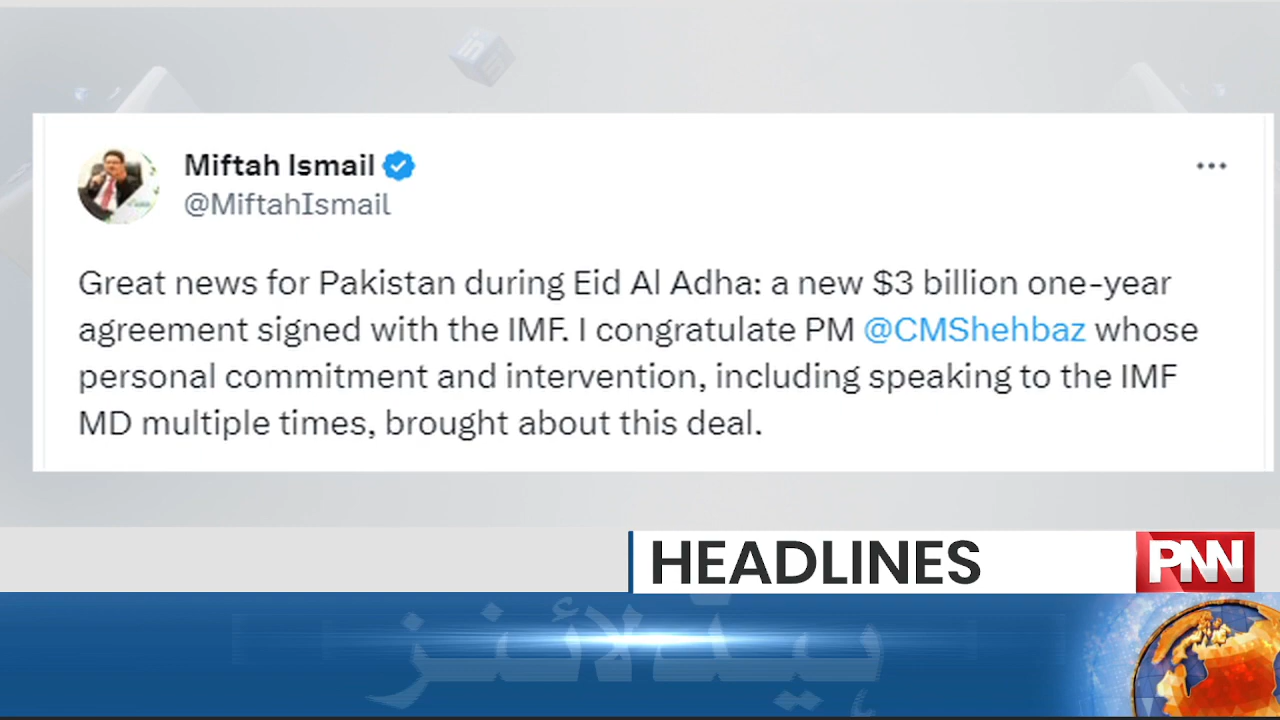 Miftah Ismail
@MiftahIsmail
Great news for Pakistan during Eid Al Adha: a new $3 billion one-year
agreement signed with the IMF. I congratulate PM @CMShehbaz whose
personal commitment and intervention, including speaking to the IMF
MD multiple times, brought about this deal.
HEADLINES
PNN
ہیڈلائنز